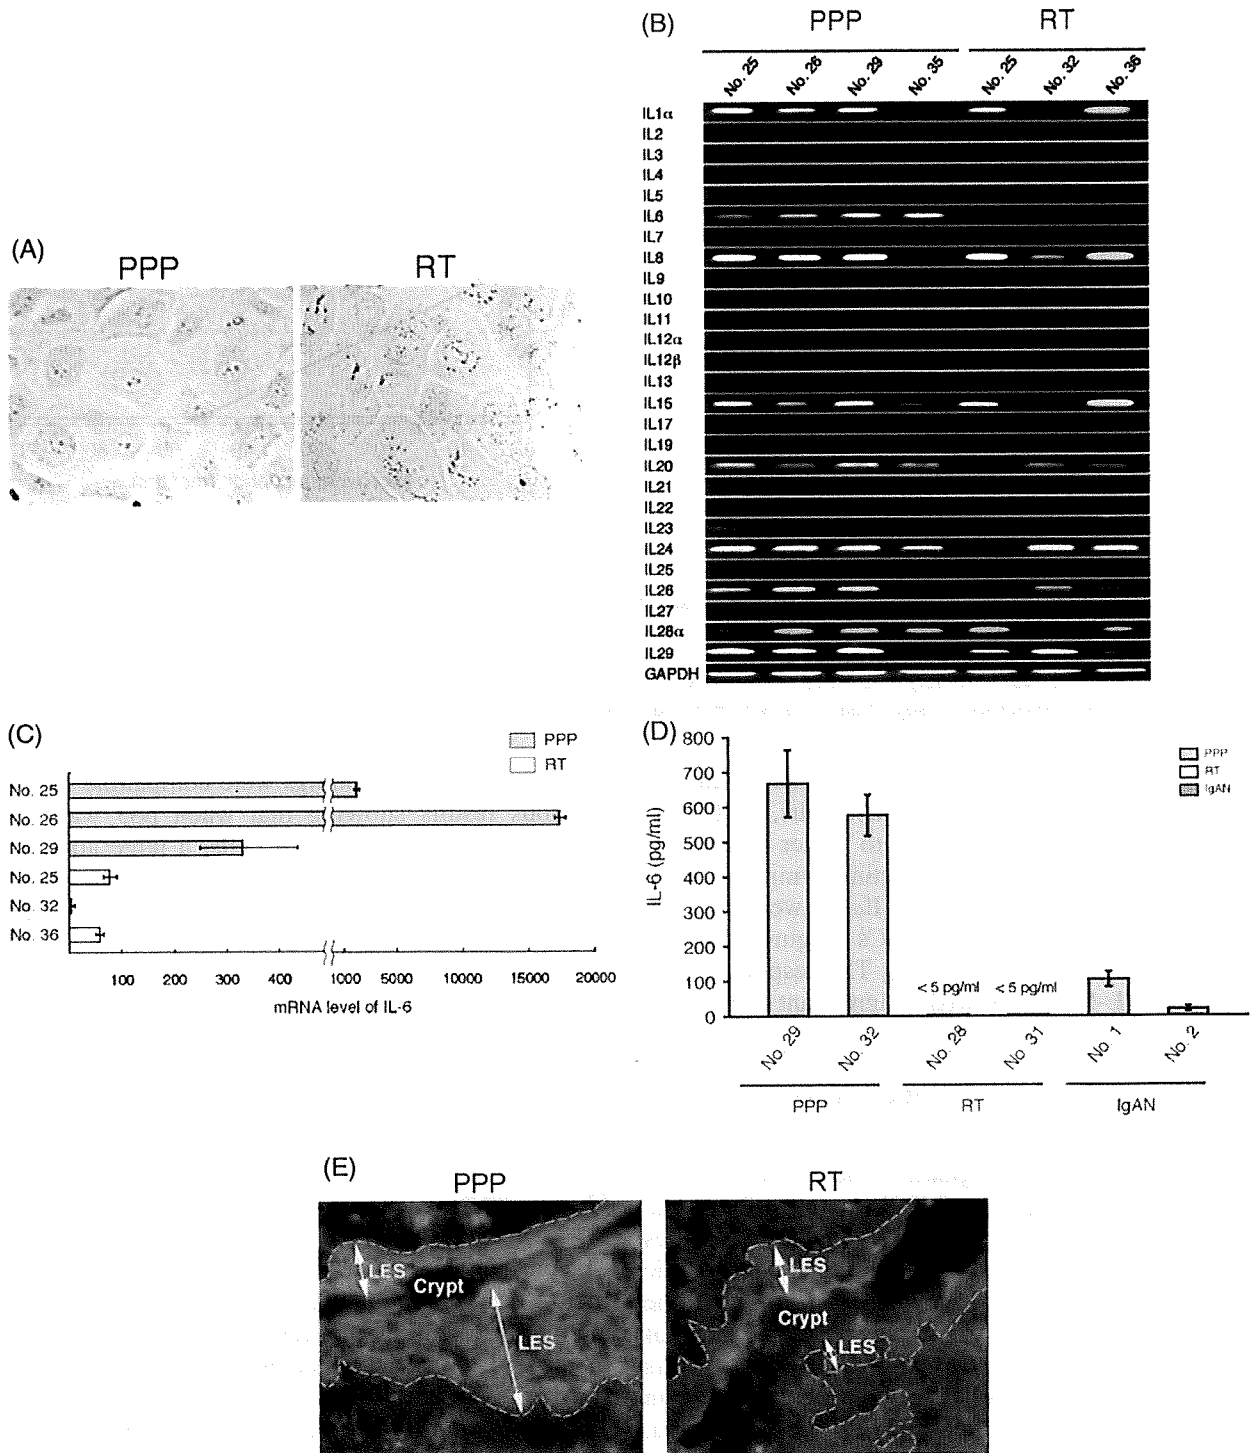 (B)
PPP RT
No. 25 No. 26 No. 29 No. 35 No. 25 No. 32 No. 36
IL1α
IL2
IL3
IL4
IL5
IL6
IL7
IL8
IL9
IL10
IL11
IL12α
IL12β
IL13
IL15
IL17
IL19
IL20
IL21
IL22
IL23
IL24
IL25
IL26
IL27
IL28α
IL29
GAPDH
(A)
PPP RT
(C)
PPP
RT
No. 25
No. 26
No. 29
No. 25
No. 32
No. 36
100 200 300 400 1000 5000 10000 15000 20000
mRNA level of IL-6
(D)
PPP
RT
IgAN
IL-6 (pg/ml)
800
700
600
500
400
300
200
100
0
< 5 pg/ml < 5 pg/ml
No. 29 No. 32 No. 28 No. 31 No. 1 No. 2
PPP RT IgAN
(E)
PPP RT
LES
Crypt
LES
LES
Crypt
LES